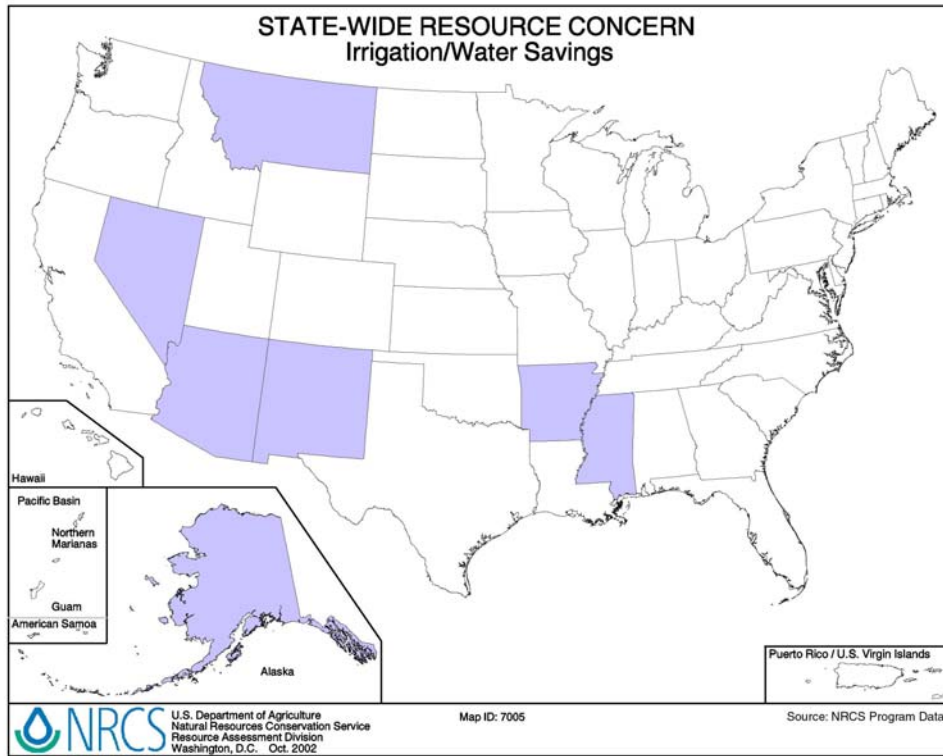 STATE-WIDE RESOURCE CONCERN
Irrigation/Water Savings
Hawaii
Pacific Basin
Northern
Marianas
Guam
American Samoa
Alaska
Puerto Rico / U.S. Virgin Islands
NRCS
U.S. Department of Agriculture
Natural Resources Conservation Service
Resource Assessment Division
Washington, D.C. Oct. 2002
Map ID: 7005
Source: NRCS Program Data